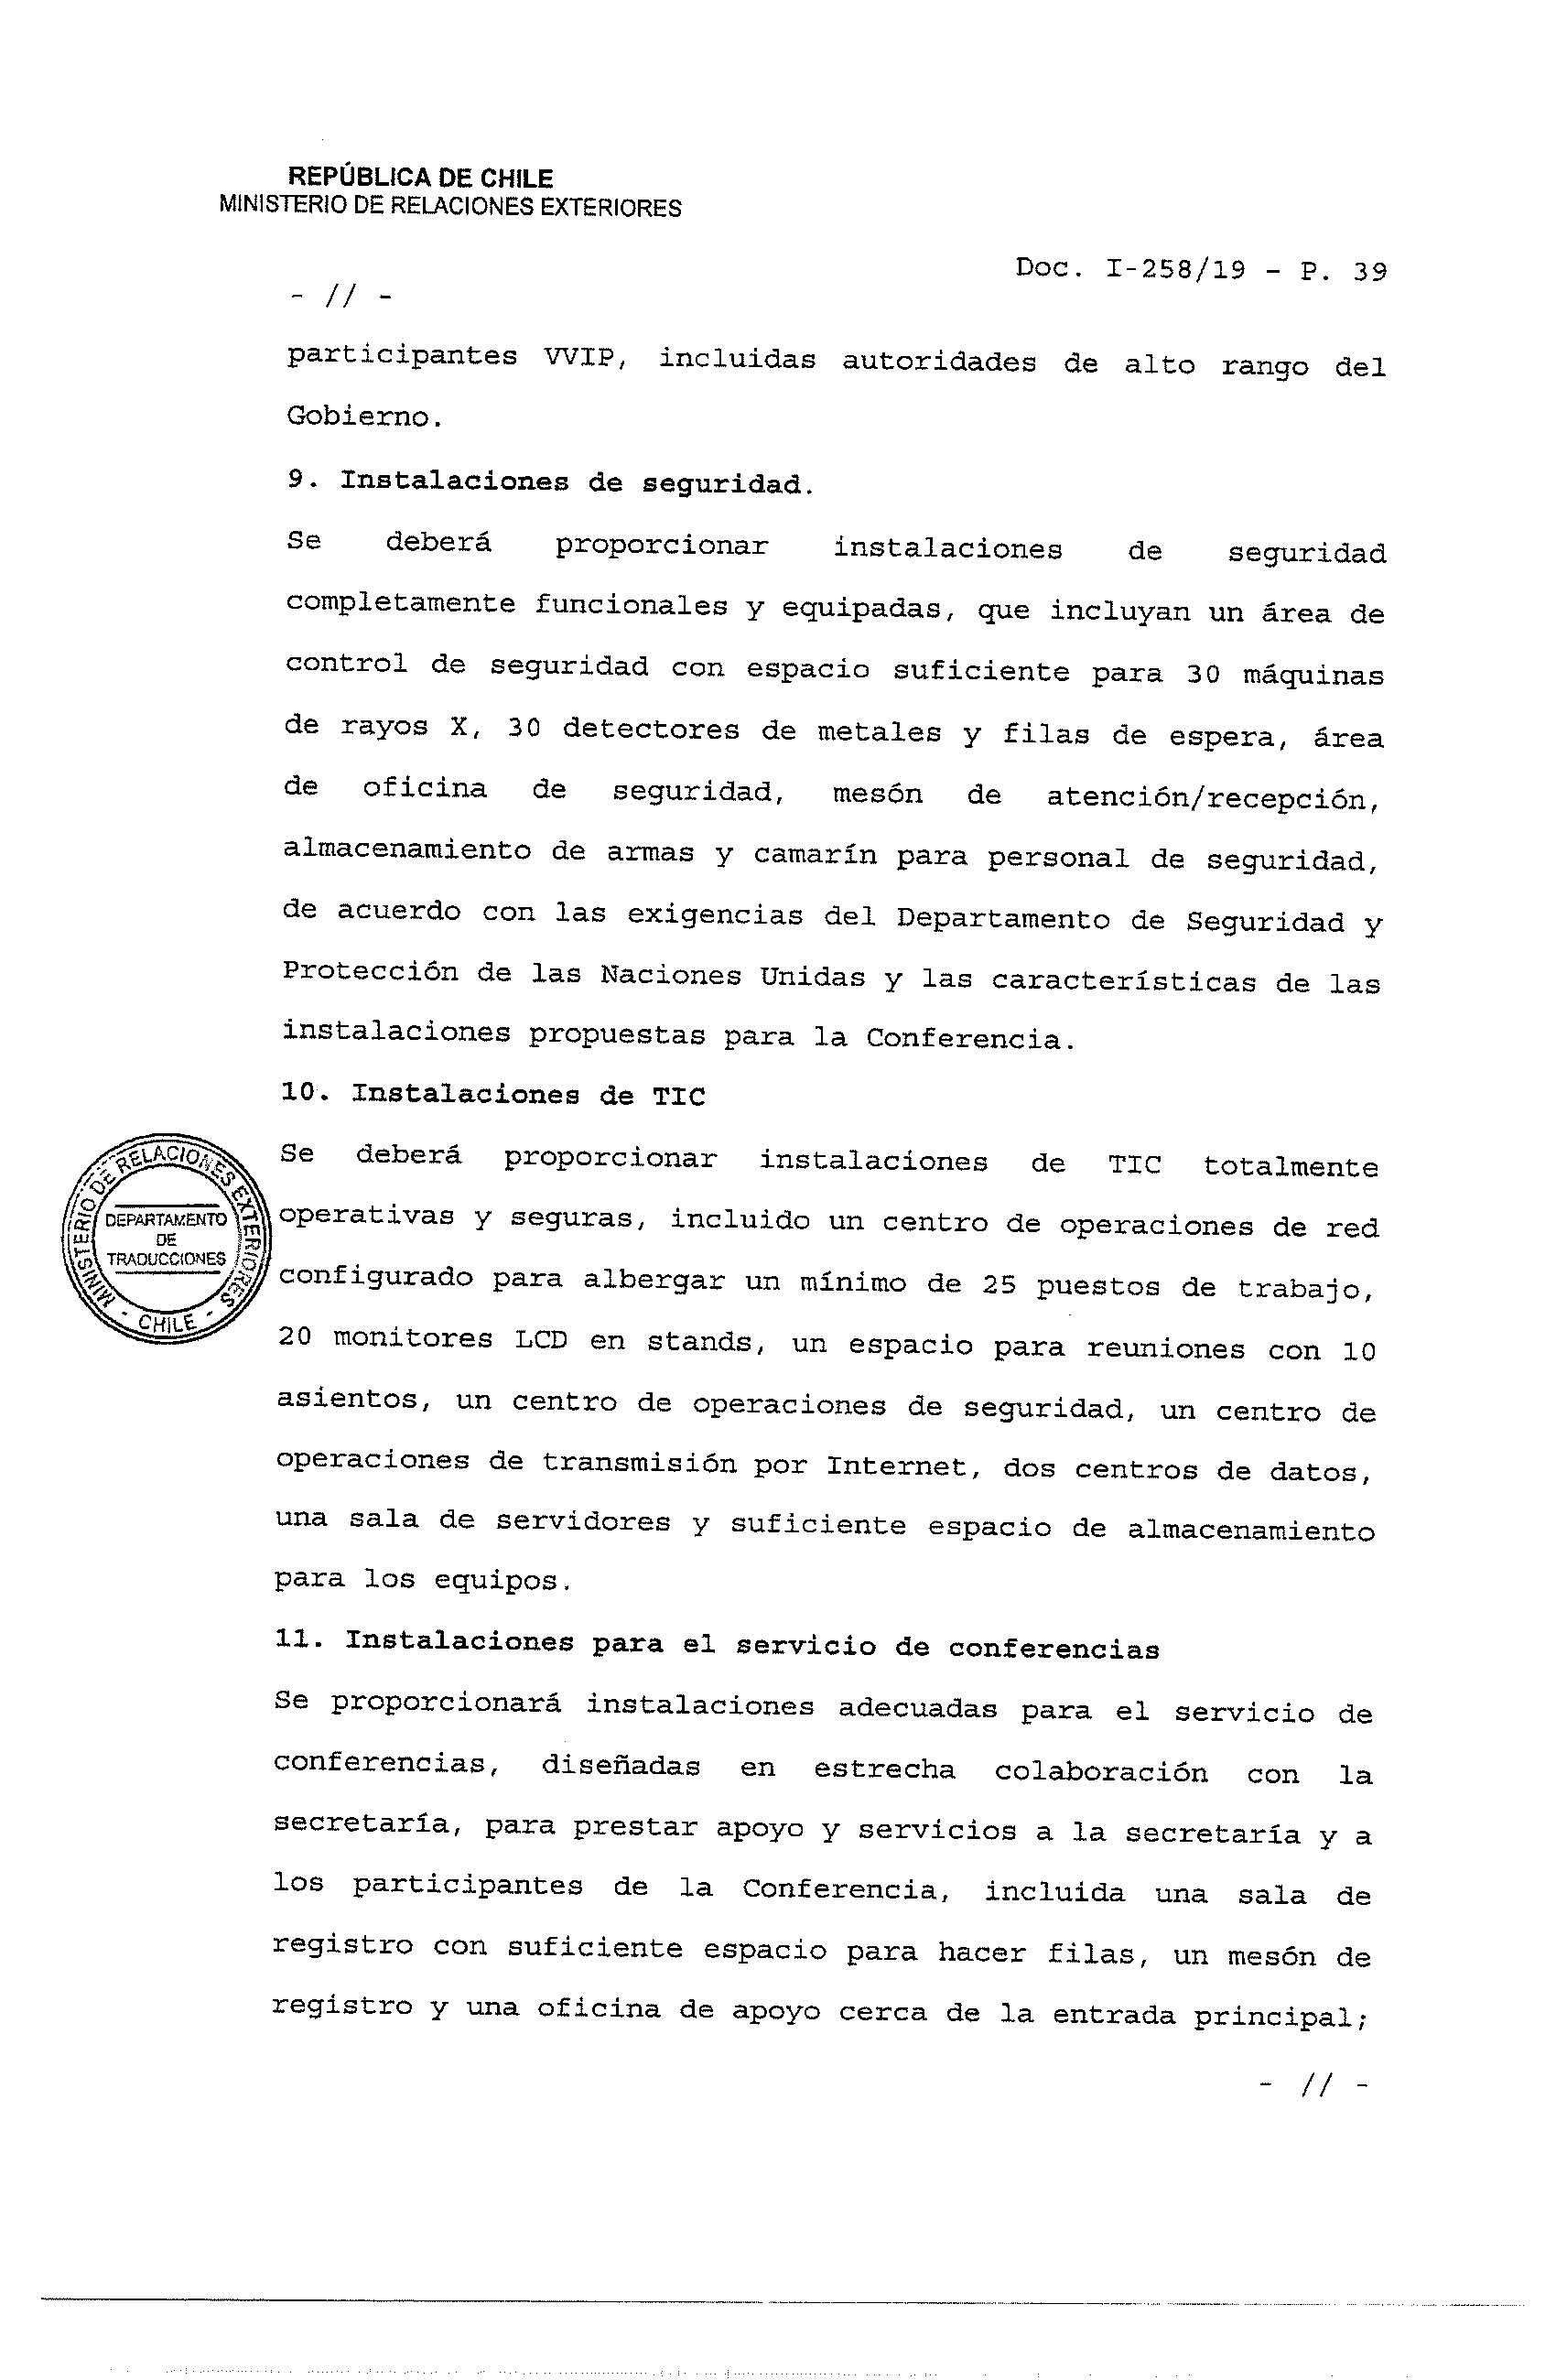 REPÚBLICA DE CHILE
MINISTERIO DE RELACIONES EXTERIORES
Doc. I-258/19 - P. 39
- // -
participantes VVIP, incluidas autoridades de alto rango del
Gobierno.
9. Instalaciones de seguridad.
Se deberá proporcionar instalaciones de seguridad
completamente funcionales y equipadas, que incluyan un área de
control de seguridad con espacio suficiente para 30 máquinas
de rayos X, 30 detectores de metales y filas de espera, área
de oficina de seguridad, mesón de atención/recepción,
almacenamiento de armas y camarín para personal de seguridad,
de acuerdo con las exigencias del Departamento de Seguridad y
Protección de las Naciones Unidas y las características de las
instalaciones propuestas para la Conferencia.
10. Instalaciones de TIC
Se deberá proporcionar instalaciones de TIC totalmente
operativas y seguras, incluido un centro de operaciones de red
configurado para albergar un mínimo de 25 puestos de trabajo,
20 monitores LCD en stands, un espacio para reuniones con 10
asientos, un centro de operaciones de seguridad, un centro de
operaciones de transmisión por Internet, dos centros de datos,
una sala de servidores y suficiente espacio de almacenamiento
para los equipos.
11. Instalaciones para el servicio de conferencias
Se proporcionará instalaciones adecuadas para el servicio de
conferencias, diseñadas en estrecha colaboración con la
secretaría, para prestar apoyo y servicios a la secretaría y a
los participantes de la Conferencia, incluida una sala de
registro con suficiente espacio para hacer filas, un mesón de
registro y una oficina de apoyo cerca de la entrada principal;
- // -
MINISTERIO DE RELACIONES EXTERIORES
DEPARTAMENTO
DE
TRADUCCIONES
- CHILE -